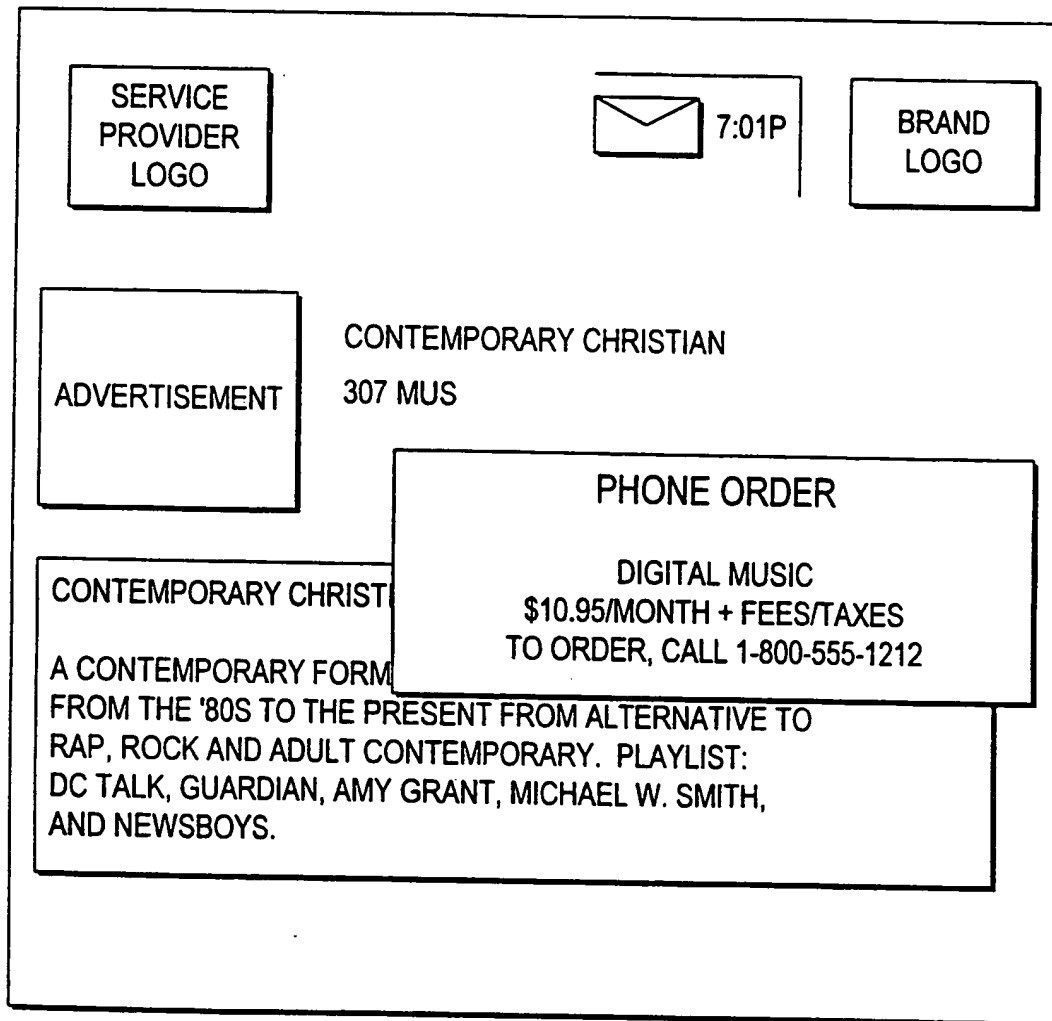 SERVICE
PROVIDER
LOGO
7:01P
BRAND
LOGO
ADVERTISEMENT
CONTEMPORARY CHRISTIAN
307 MUS
PHONE ORDER
DIGITAL MUSIC
$10.95/MONTH + FEES/TAXES
TO ORDER, CALL 1-800-555-1212
CONTEMPORARY CHRISTI
A CONTEMPORARY FORM
FROM THE '80S TO THE PRESENT FROM ALTERNATIVE TO
RAP, ROCK AND ADULT CONTEMPORARY. PLAYLIST:
DC TALK, GUARDIAN, AMY GRANT, MICHAEL W. SMITH,
AND NEWSBOYS.